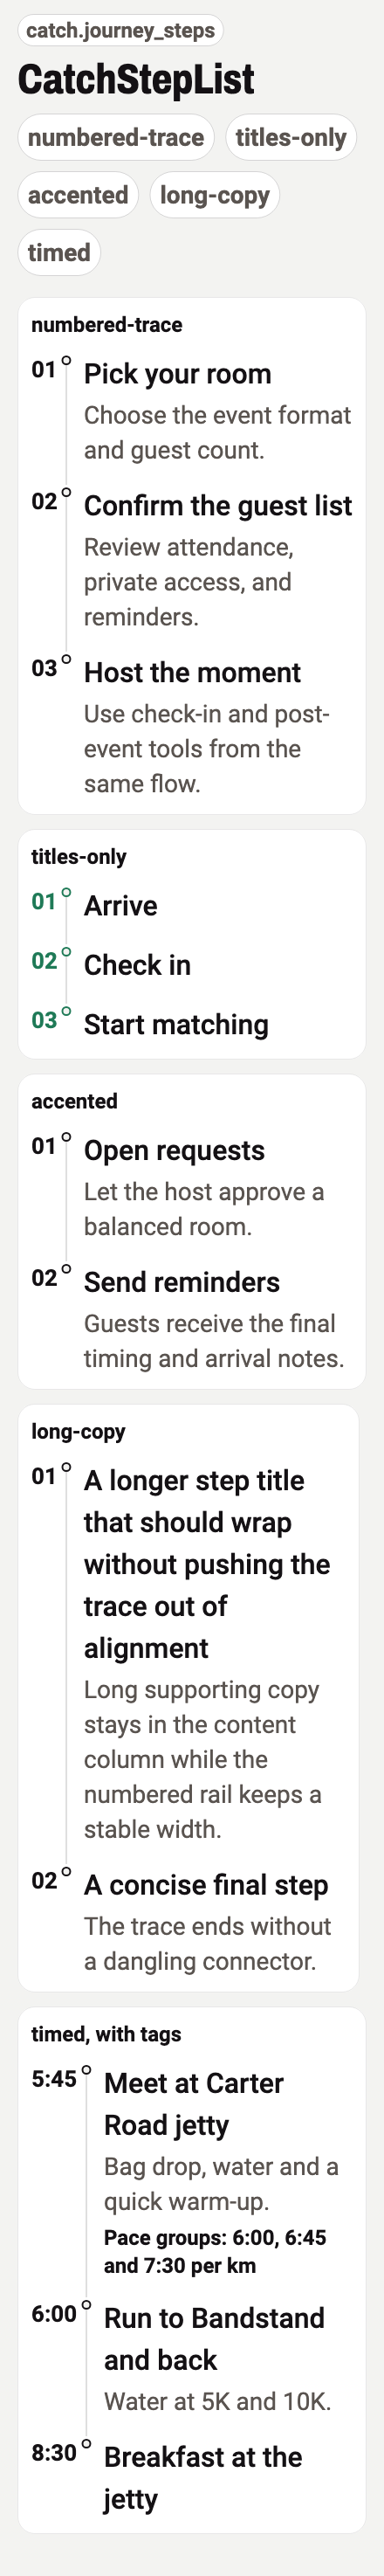 catch.journey_steps
CatchStepList
numbered-trace
titles-only
accented
long-copy
timed
numbered-trace
01
Pick your room
Choose the event format
and guest count.
02
Confirm the guest list
Review attendance,
private access, and
reminders.
03
Host the moment
Use check-in and post-
event tools from the
same flow.
titles-only
01
Arrive
02
Check in
03
Start matching
accented
01
Open requests
Let the host approve a
balanced room.
02
Send reminders
Guests receive the final
timing and arrival notes.
long-copy
01
A longer step title
that should wrap
without pushing the
trace out of
alignment
Long supporting copy
stays in the content
column while the
numbered rail keeps a
stable width.
02
A concise final step
The trace ends without
a dangling connector.
timed, with tags
5:45
Meet at Carter
Road jetty
Bag drop, water and a
quick warm-up.
Pace groups: 6:00, 6:45
and 7:30 per km
6:00
Run to Bandstand
and back
Water at 5K and 10K.
8:30
Breakfast at the
jetty